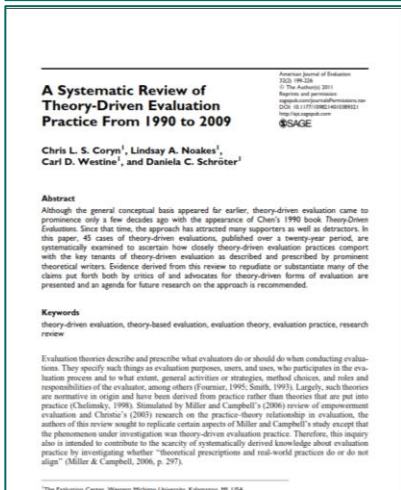 American Journal of Evaluation
32(2) 199-226
© The Author(s) 2011
Reprints and permission:
sagepub.com/journalsPermissions.nav
DOI: 10.1177/1098214010389321
http://aje.sagepub.com
SAGE
A Systematic Review of
Theory-Driven Evaluation
Practice From 1990 to 2009
Chris L. S. Coryn¹, Lindsay A. Noakes¹,
Carl D. Westine¹, and Daniela C. Schröter¹
Abstract
Although the general conceptual basis appeared far earlier, theory-driven evaluation came to
prominence only a few decades ago with the appearance of Chen's 1990 book Theory-Driven
Evaluations. Since that time, the approach has attracted many supporters as well as detractors. In
this paper, 45 cases of theory-driven evaluations, published over a twenty-year period, are
systematically examined to ascertain how closely theory-driven evaluation practices comport
with the key tenants of theory-driven evaluation as described and prescribed by prominent
theoretical writers. Evidence derived from this review to repudiate or substantiate many of the
claims put forth both by critics of and advocates for theory-driven forms of evaluation are
presented and an agenda for future research on the approach is recommended.
Keywords
theory-driven evaluation, theory-based evaluation, evaluation theory, evaluation practice, research
review
Evaluation theories describe and prescribe what evaluators do or should do when conducting evalua-
tions. They specify such things as evaluation purposes, users, and uses, who participates in the eva-
luation process and to what extent, general activities or strategies, method choices, and roles and
responsibilities of the evaluator, among others (Fournier, 1995; Smith, 1993). Largely, such theories
are normative in origin and have been derived from practice rather than theories that are put into
practice (Chelimsky, 1998). Stimulated by Miller and Campbell's (2006) review of empowerment
evaluation and Christie's (2003) research on the practice-theory relationship in evaluation, the
authors of this review sought to replicate certain aspects of Miller and Campbell's study except that
the phenomenon under investigation was theory-driven evaluation practice. Therefore, this inquiry
also is intended to contribute to the scarcity of systematically derived knowledge about evaluation
practice by investigating whether "theoretical prescriptions and real-world practices do or do not
align" (Miller & Campbell, 2006, p. 297).
¹The Evaluation Center, Western Michigan University, Kalamazoo, MI, USA